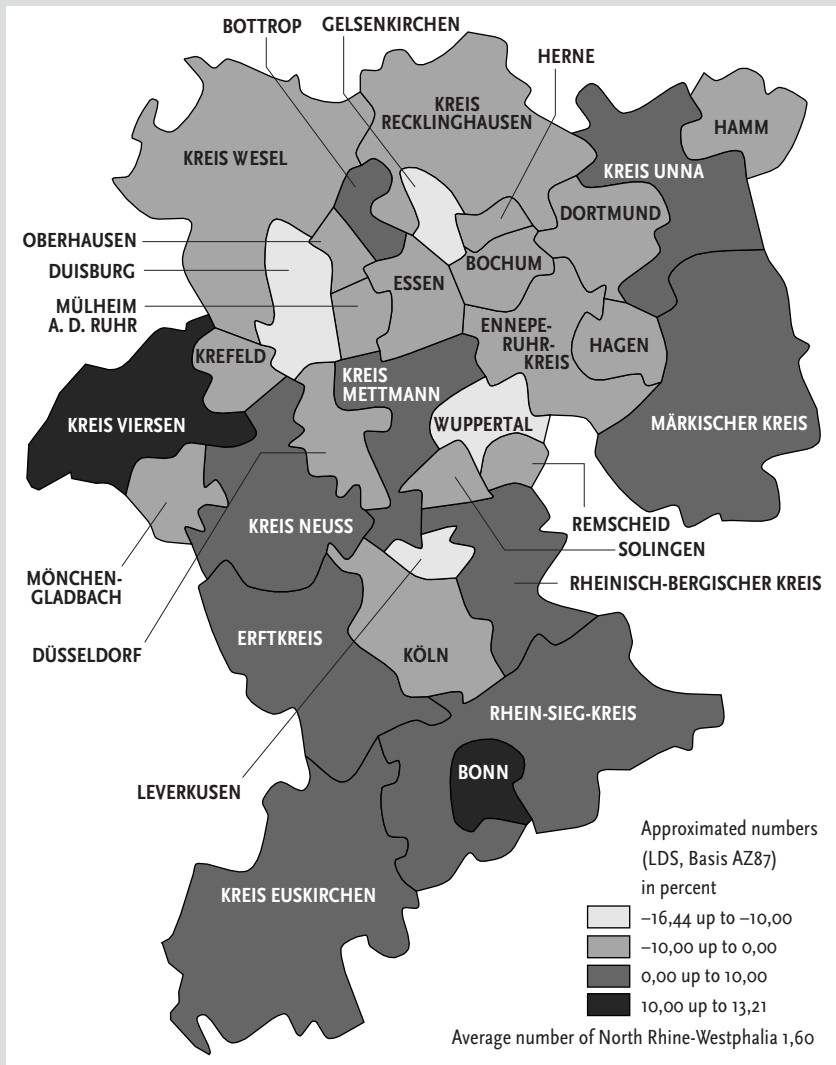 BOTTROP
GELSENKIRCHEN
HERNE
KREIS
RECKLINGHAUSEN
HAMM
KREIS WESEL
KREIS UNNA
DORTMUND
OBERHAUSEN
DUISBURG
BOCHUM
ESSEN
MÜLHEIM
A. D. RUHR
ENNEPE-
RUHR-
KREIS
HAGEN
KREFELD
KREIS
METTMANN
KREIS VIERSEN
WUPPERTAL
MÄRKISCHER KREIS
KREIS NEUSS
REMSCHEID
SOLINGEN
MÖNCHEN-
GLADBACH
RHEINISCH-BERGISCHER KREIS
ERFTKREIS
DÜSSELDORF
KÖLN
RHEIN-SIEG-KREIS
BONN
LEVERKUSEN
KREIS EUSKIRCHEN
Approximated numbers
(LDS, Basis AZ87)
in percent
–16,44 up to –10,00
–10,00 up to 0,00
0,00 up to 10,00
10,00 up to 13,21
Average number of North Rhine-Westphalia 1,60